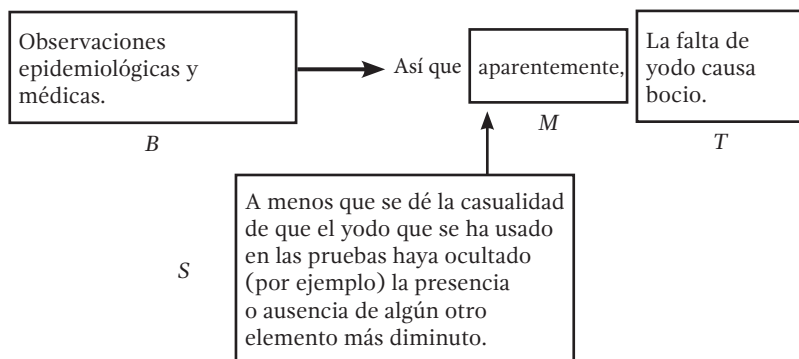 Observaciones
epidemiológicas y
médicas.
Así que
aparentemente,
La falta de
yodo causa
bocio.
B
M
T
A menos que se dé la casualidad
de que el yodo que se ha usado
en las pruebas haya ocultado
(por ejemplo) la presencia
o ausencia de algún otro
elemento más diminuto.
S